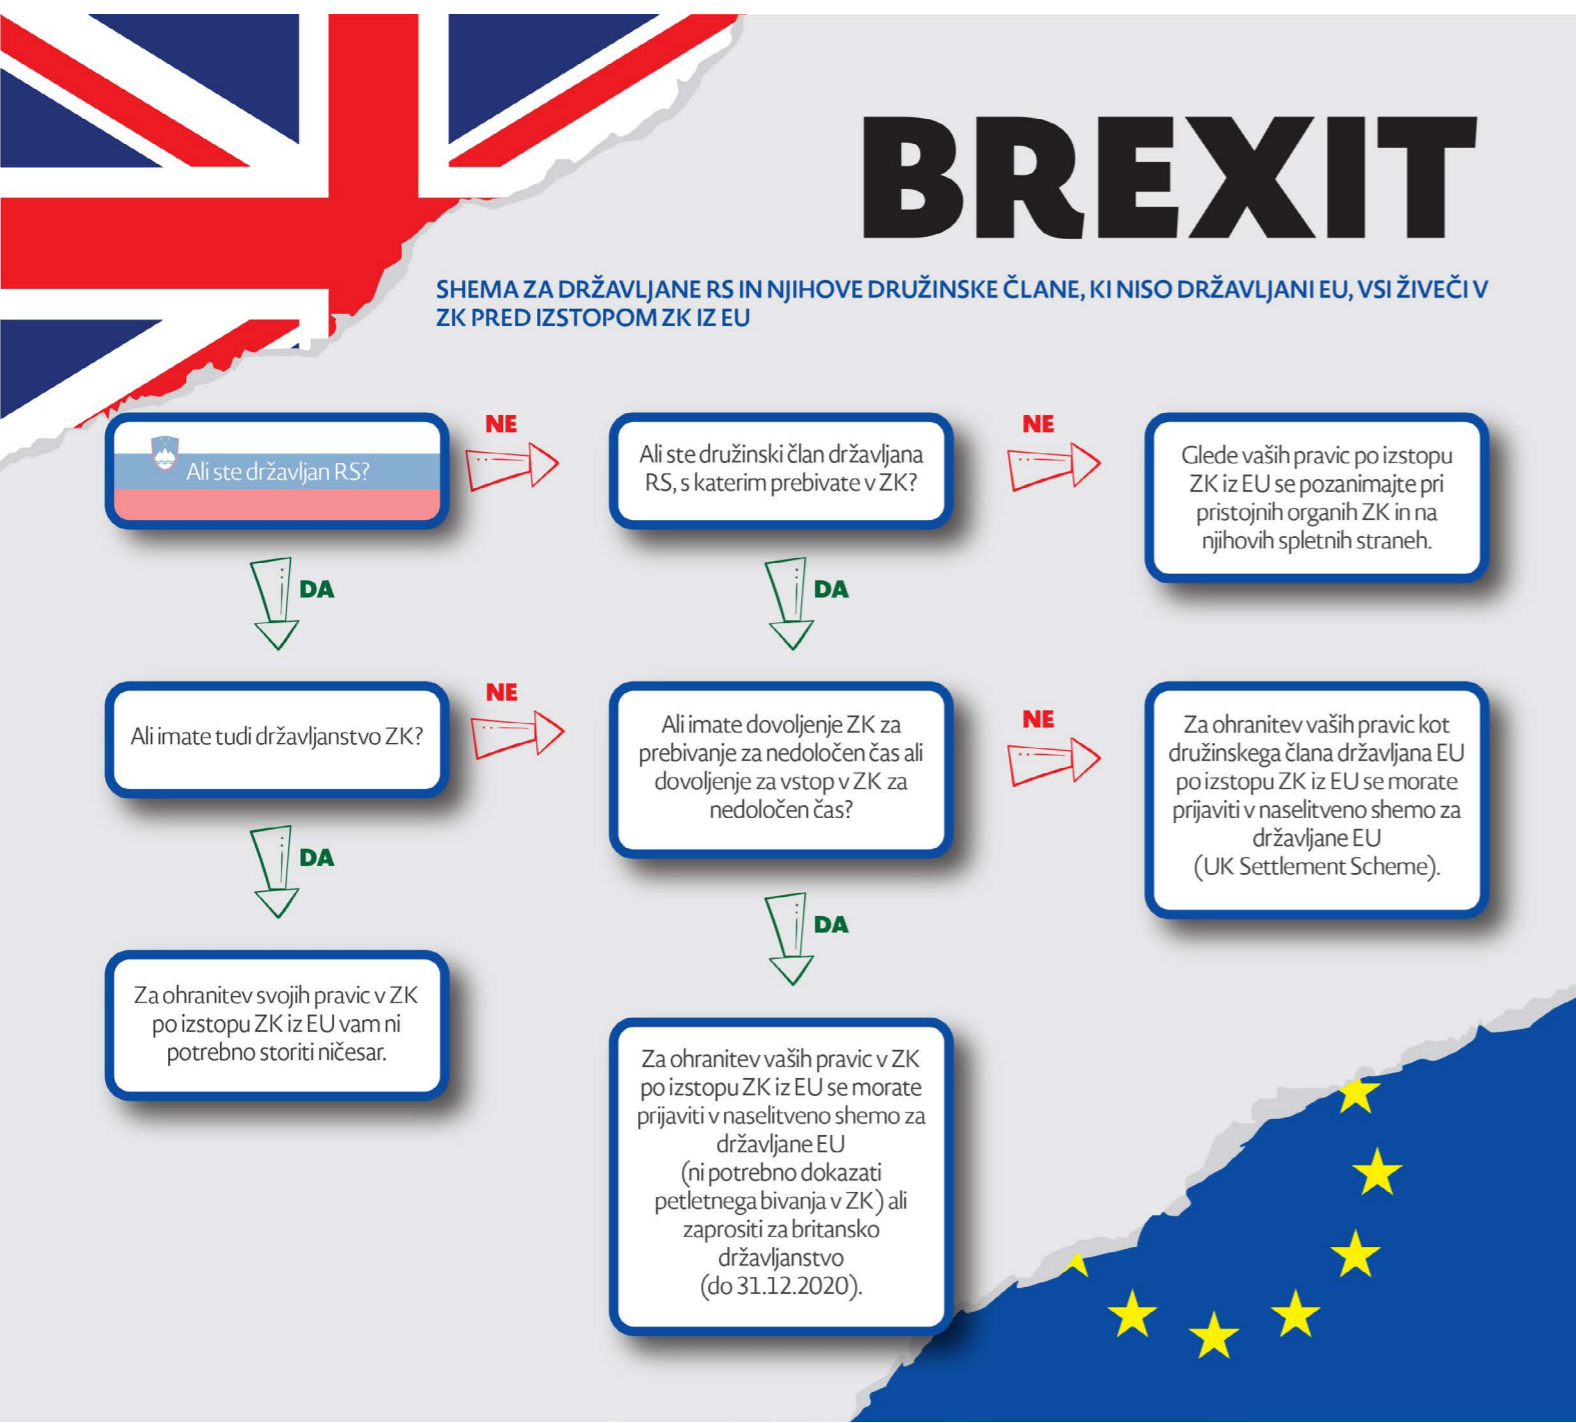 BREXIT
SHEMA ZA DRŽAVLJANE RS IN NJIHOVE DRUŽINSKE ČLANE, KI NISO DRŽAVLJANI EU, VSI ŽIVEČI V
ZK PRED IZSTOPOM ZK IZ EU
Ali ste državljan RS?
NE
Ali ste družinski član državljana
RS, s katerim prebivate v ZK?
NE
Glede vaših pravic po izstopu
ZK iz EU se pozanimajte pri
pristojnih organih ZK in na
njihovih spletnih straneh.
DA
DA
Ali imate tudi državljanstvo ZK?
NE
Ali imate dovoljenje ZK za
prebivanje za nedoločen čas ali
dovoljenje za vstop v ZK za
nedoločen čas?
NE
Za ohranitev vaših pravic kot
družinskega člana državljana EU
po izstopu ZK iz EU se morate
prijaviti v naselitveno shemo za
državljane EU
(UK Settlement Scheme).
DA
DA
Za ohranitev svojih pravic v ZK
po izstopu ZK iz EU vam ni
potrebno storiti ničesar.
Za ohranitev vaših pravic v ZK
po izstopu ZK iz EU se morate
prijaviti v naselitveno shemo za
državljane EU
(ni potrebno dokazati
petletnega bivanja v ZK) ali
zaprositi za britansko
državljanstvo
(do 31.12.2020).